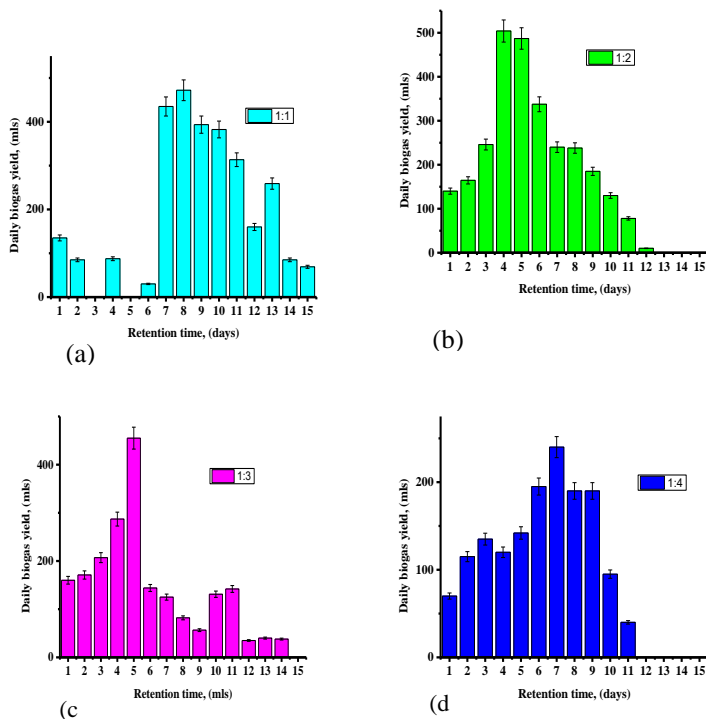 Daily biogas yield, (mls)
400
200
0
1:1
1 2 3 4 5 6 7 8 9 10 11 12 13 14 15
Retention time, (days)
(a)
Daily biogas yield, (mls)
500
400
300
200
100
0
1:2
1 2 3 4 5 6 7 8 9 10 11 12 13 14 15
Retention time, (days)
(b)
Daily biogas yield, (mls)
400
200
0
1:3
1 2 3 4 5 6 7 8 9 10 11 12 13 14 15
Retention time, (mls)
(c
Daily biogas yield, (mls)
200
100
0
1:4
1 2 3 4 5 6 7 8 9 10 11 12 13 14 15
Retention time, (days)
(d